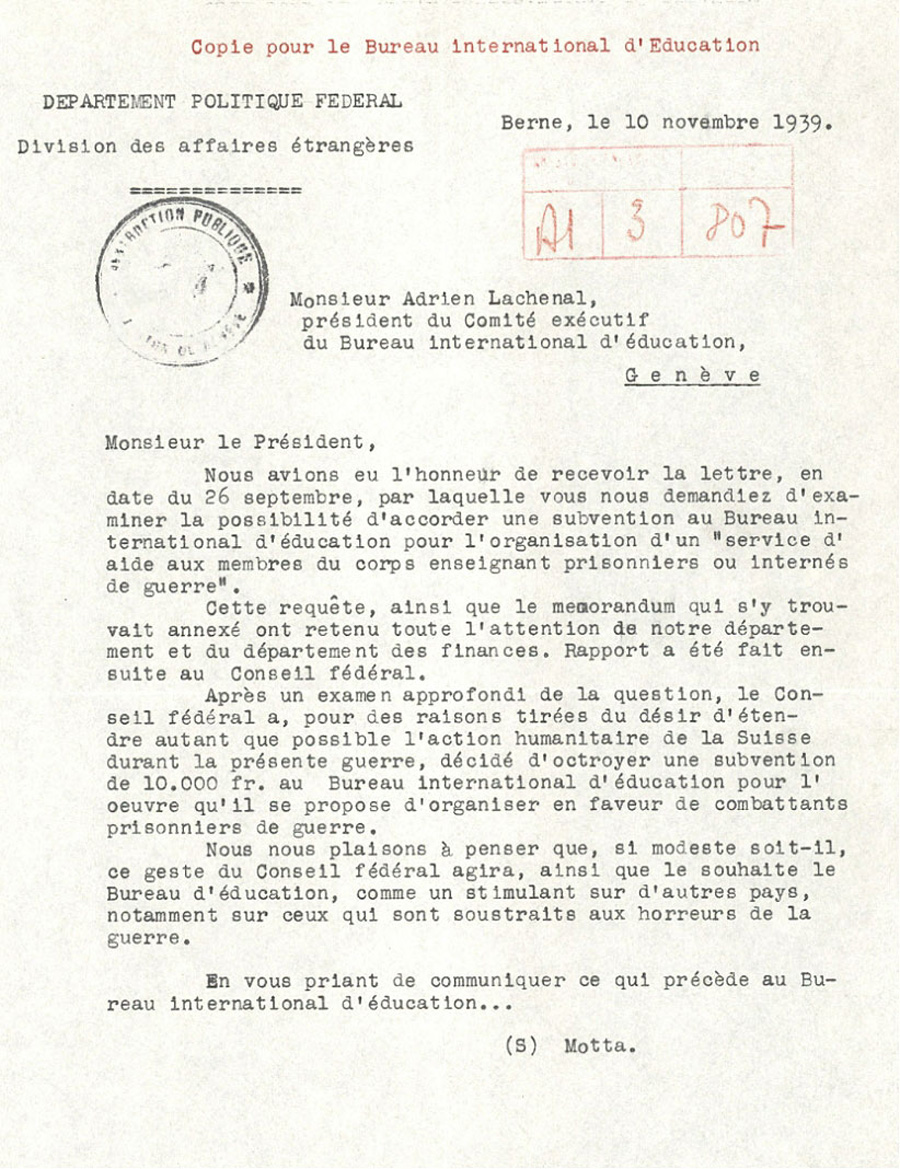 Copie pour le Bureau international d'Education
DEPARTEMENT POLITIQUE FEDERAL
Berne, le 10 novembre 1939.
Division des affaires étrangères
==============
PUBLIQUE
A1 3 807
Monsieur Adrien Lachenal,
président du Comité exécutif
du Bureau international d'éducation,
G e n è v e
Monsieur le Président,
Nous avions eu l'honneur de recevoir la lettre, en
date du 26 septembre, par laquelle vous nous demandiez d'exa-
miner la possibilité d'accorder une subvention au Bureau in-
ternational d'éducation pour l'organisation d'un "service d'
aide aux membres du corps enseignant prisonniers ou internés
de guerre".
Cette requête, ainsi que le memorandum qui s'y trou-
vait annexé ont retenu toute l'attention de notre départe-
ment et du département des finances. Rapport a été fait en-
suite au Conseil fédéral.
Après un examen approfondi de la question, le Con-
seil fédéral a, pour des raisons tirées du désir d'éten-
dre autant que possible l'action humanitaire de la Suisse
durant la présente guerre, décidé d'octroyer une subvention
de 10.000 fr. au Bureau international d'éducation pour l'
oeuvre qu'il se propose d'organiser en faveur de combattants
prisonniers de guerre.
Nous nous plaisons à penser que, si modeste soit-il,
ce geste du Conseil fédéral agira, ainsi que le souhaite le
Bureau d'éducation, comme un stimulant sur d'autres pays,
notamment sur ceux qui sont soustraits aux horreurs de la
guerre.
En vous priant de communiquer ce qui précède au Bu-
reau international d'éducation...
(S) Motta.